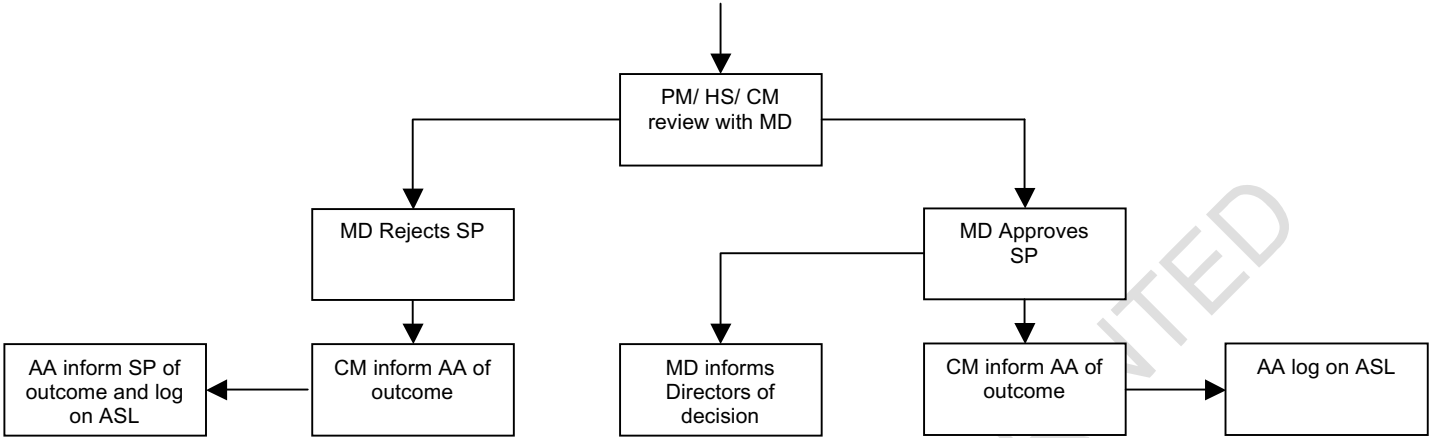 PM/ HS/ CM
review with MD
MD Rejects SP
MD Approves
SP
AA inform SP of
outcome and log
on ASL
CM inform AA of
outcome
MD informs
Directors of
decision
CM inform AA of
outcome
AA log on ASL